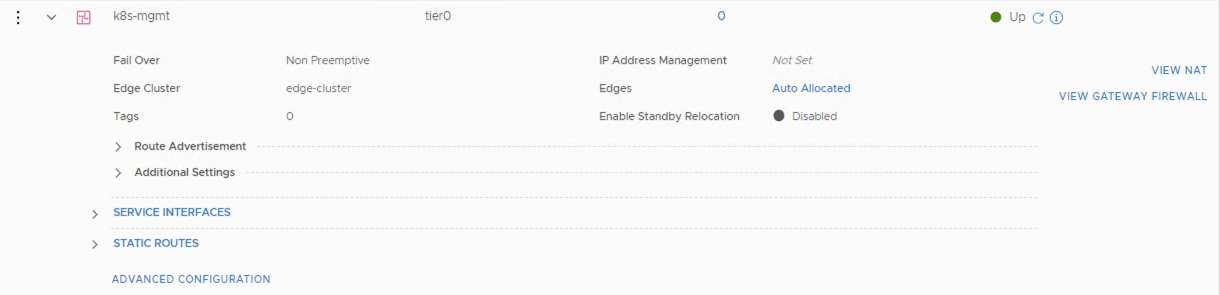 k8s-mgmt tier0 0 Up
Fail Over Non Preemptive IP Address Management Not Set
VIEW NAT
Edge Cluster edge-cluster Edges Auto Allocated
VIEW GATEWAY FIREWALL
Tags 0 Enable Standby Relocation Disabled
Route Advertisement
Additional Settings
SERVICE INTERFACES
STATIC ROUTES
ADVANCED CONFIGURATION